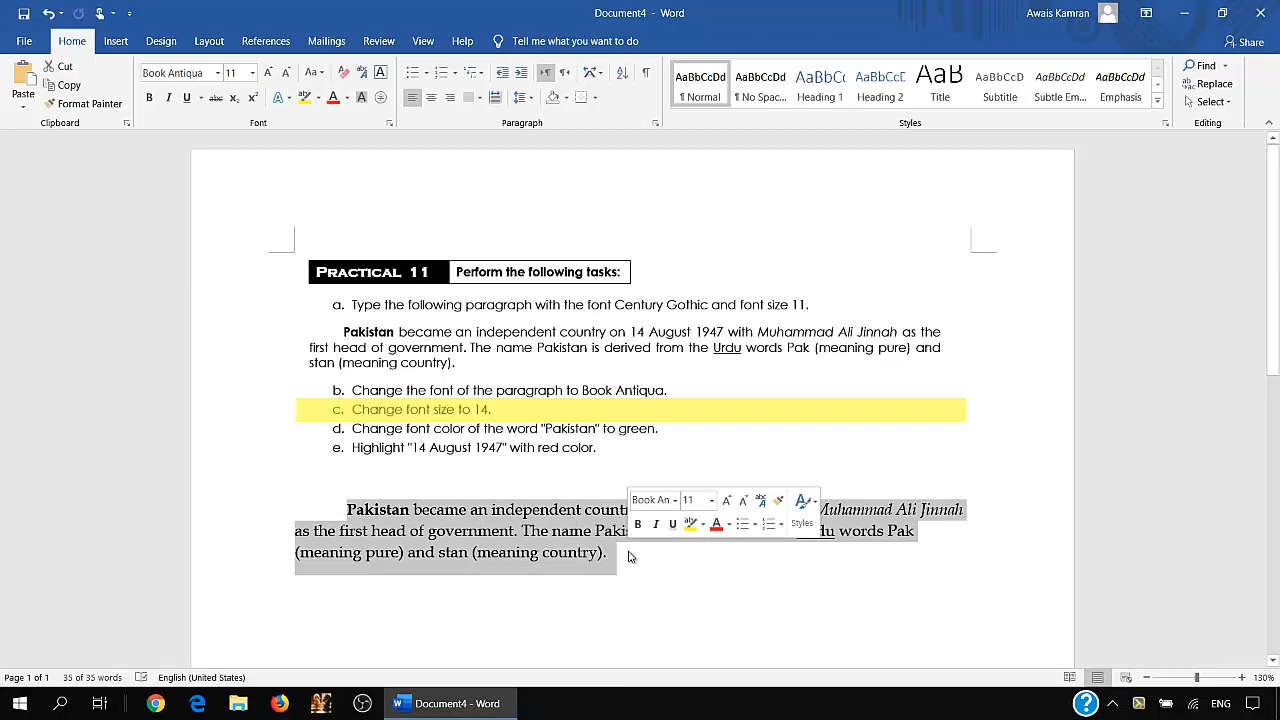 Document4 - Word
Awais Kamran
File Home Insert Design Layout References Mailings Review View Help Tell me what you want to do Share
Paste
Cut
Copy
Format Painter
Clipboard
Book Antiqua 11
Font
Paragraph
AaBbCcDd AaBbCcDd AaBbCc AaBbCcE AaB AaBbCcD AaBbCcDd AaBbCcDd
¶ Normal ¶ No Spac... Heading 1 Heading 2 Title Subtitle Subtle Em... Emphasis
Styles
Find
Replace
Select
Editing
PRACTICAL 11 Perform the following tasks:
a. Type the following paragraph with the font Century Gothic and font size 11.
Pakistan became an independent country on 14 August 1947 with Muhammad Ali Jinnah as the
first head of government. The name Pakistan is derived from the Urdu words Pak (meaning pure) and
stan (meaning country).
b. Change the font of the paragraph to Book Antiqua.
c. Change font size to 14.
d. Change font color of the word "Pakistan" to green.
e. Highlight "14 August 1947" with red color.
Pakistan became an independent countr Muhammad Ali Jinnah
as the first head of government. The name Paki du words Pak
(meaning pure) and stan (meaning country).
Book An 11
B I U Styles
Page 1 of 1 35 of 35 words English (United States) 130%
Document4 - Word ENG